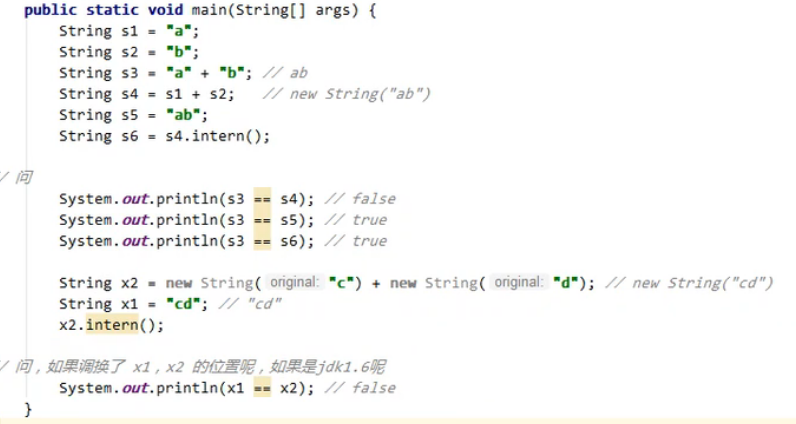 public static void main(String[] args) {
String s1 = "a";
String s2 = "b";
String s3 = "a" + "b"; // ab
String s4 = s1 + s2; // new String("ab")
String s5 = "ab";
String s6 = s4.intern();
/ 问
System.out.println(s3 == s4); // false
System.out.println(s3 == s5); // true
System.out.println(s3 == s6); // true
String x2 = new String( original: "c") + new String( original: "d"); // new String("cd")
String x1 = "cd"; // "cd"
x2.intern();
/ 问，如果调换了 x1，x2 的位置呢，如果是jdk1.6呢
System.out.println(x1 == x2); // false
}